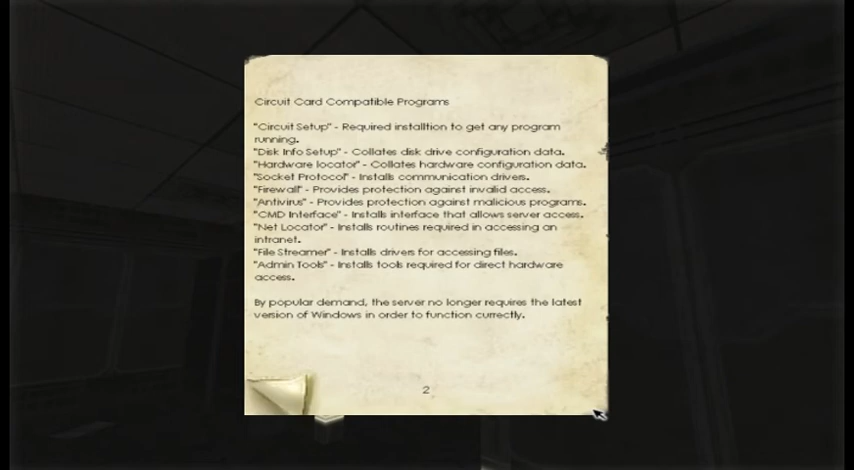 Circuit Card Compatible Programs
"Circuit Setup" - Required installtion to get any program
running.
"Disk Info Setup" - Collates disk drive configuration data.
"Hardware locator" - Collates hardware configuration data.
"Socket Protocol" - Installs communication drivers.
"Firewall" - Provides protection against invalid access.
"Antivirus" - Provides protection against malicious programs.
"CMD Interface" - Installs interface that allows server access.
"Net Locator" - Installs routines required in accessing an
intranet.
"File Streamer" - Installs drivers for accessing files.
"Admin Tools" - Installs tools required for direct hardware
access.
By popular demand, the server no longer requires the latest
version of Windows in order to function currectly.
2